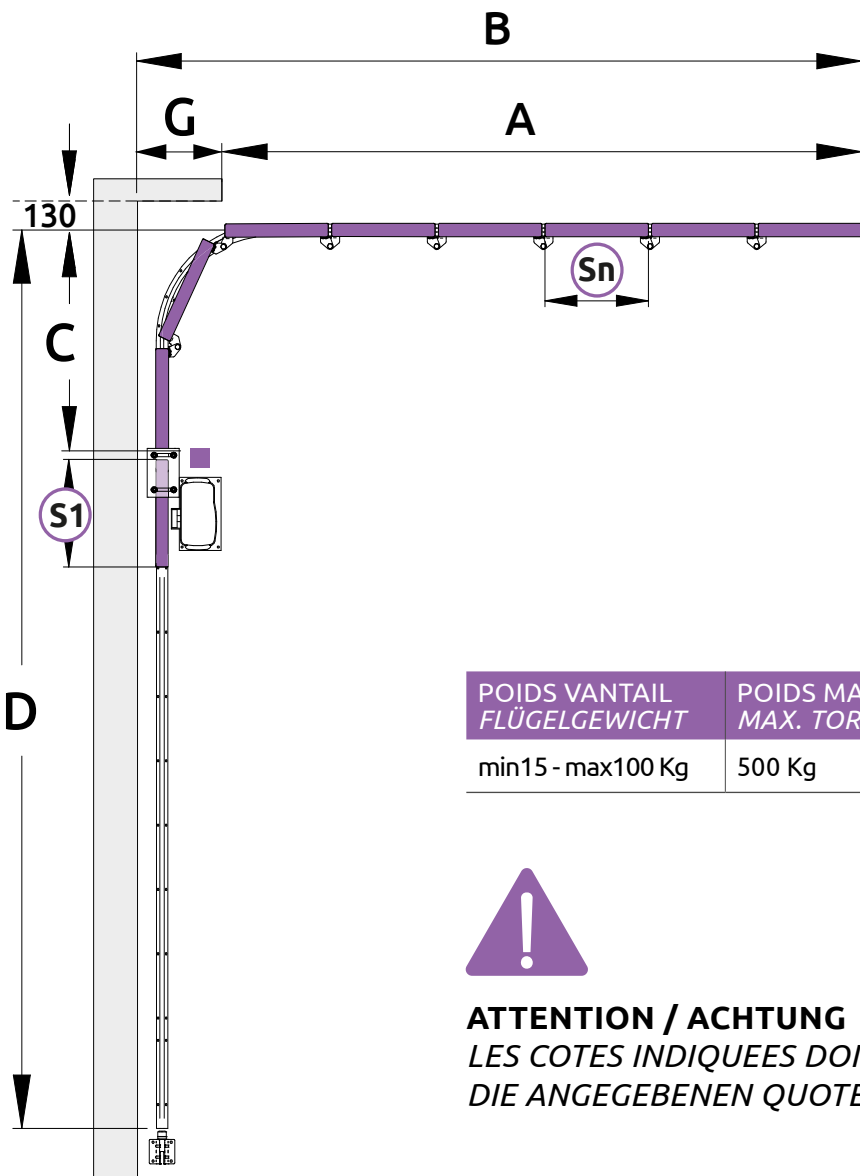 B
G
A
130
Sn
C
S1
D
POIDS VANTAIL
FLÜGELGEWICHT
POIDS MA
MAX. TOR
min15 - max100 Kg
500 Kg
ATTENTION / ACHTUNG
LES COTES INDIQUEES DOI
DIE ANGEGEBENEN QUOTE